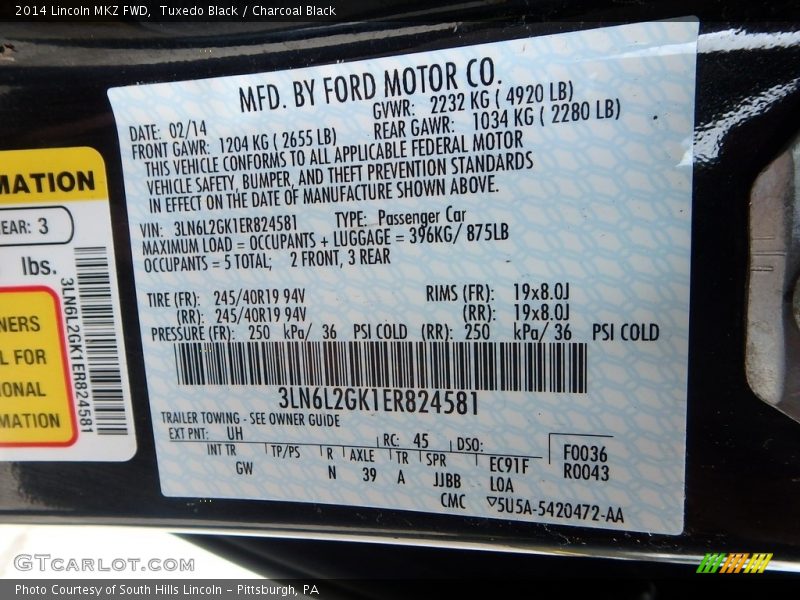 2014 Lincoln MKZ FWD,  Tuxedo Black / Charcoal Black
MFD. BY FORD MOTOR CO.
DATE: 02/14
GVWR: 2232 KG ( 4920 LB)
FRONT GAWR: 1204 KG ( 2655 LB)
REAR GAWR: 1034 KG ( 2280 LB)
THIS VEHICLE CONFORMS TO ALL APPLICABLE FEDERAL MOTOR
VEHICLE SAFETY, BUMPER, AND THEFT PREVENTION STANDARDS
IN EFFECT ON THE DATE OF MANUFACTURE SHOWN ABOVE.
VIN: 3LN6L2GK1ER824581 TYPE: Passenger Car
MAXIMUM LOAD = OCCUPANTS + LUGGAGE = 396KG/ 875LB
OCCUPANTS = 5 TOTAL; 2 FRONT, 3 REAR
TIRE (FR): 245/40R19 94V RIMS (FR): 19x8.0J
(RR): 245/40R19 94V (RR): 19x8.0J
PRESSURE (FR): 250 kPa/ 36 PSI COLD (RR): 250 kPa/ 36 PSI COLD
3LN6L2GK1ER824581
TRAILER TOWING - SEE OWNER GUIDE
EXT PNT: UH RC: 45 DSO: F0036
INT TR TP/PS R AXLE TR SPR EC91F R0043
GW N 39 A JJBB LOA
CMC ▽5U5A-5420472-AA
MATION
EAR: 3
lbs.
3LN6L2GK1ER824581
NERS
L FOR
IONAL
MATION
GTCARLOT.COM
Photo Courtesy of South Hills Lincoln – Pittsburgh, PA